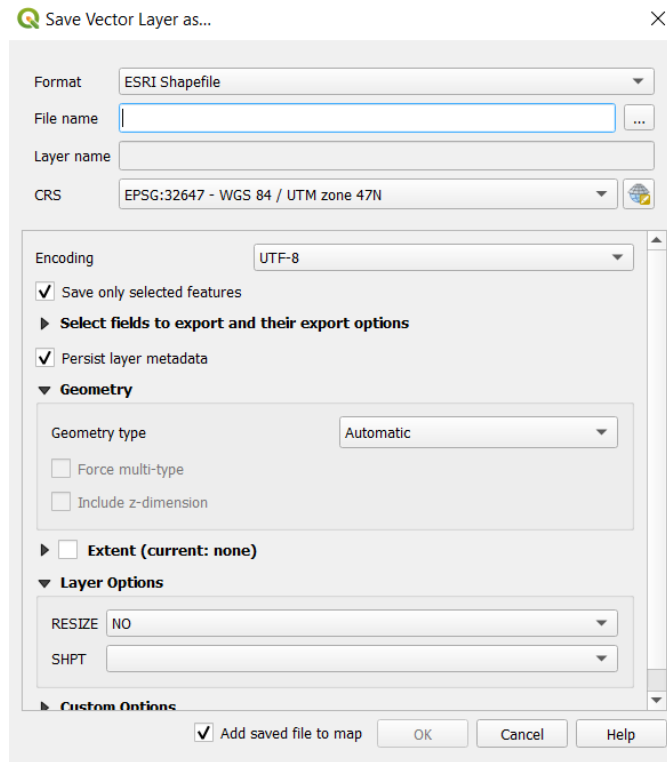 Save Vector Layer as...
Format ESRI Shapefile
File name ...
Layer name
CRS EPSG:32647 - WGS 84 / UTM zone 47N
Encoding UTF-8
Save only selected features
Select fields to export and their export options
Persist layer metadata
Geometry
Geometry type Automatic
Force multi-type
Include z-dimension
Extent (current: none)
Layer Options
RESIZE NO
SHPT
Custom Options
Add saved file to map OK Cancel Help